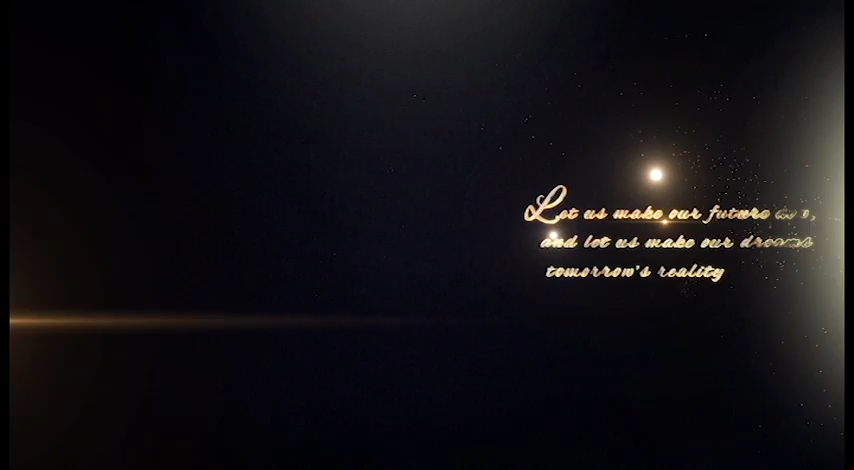 Let us make our future
and let us make our dreams
tomorrow's reality